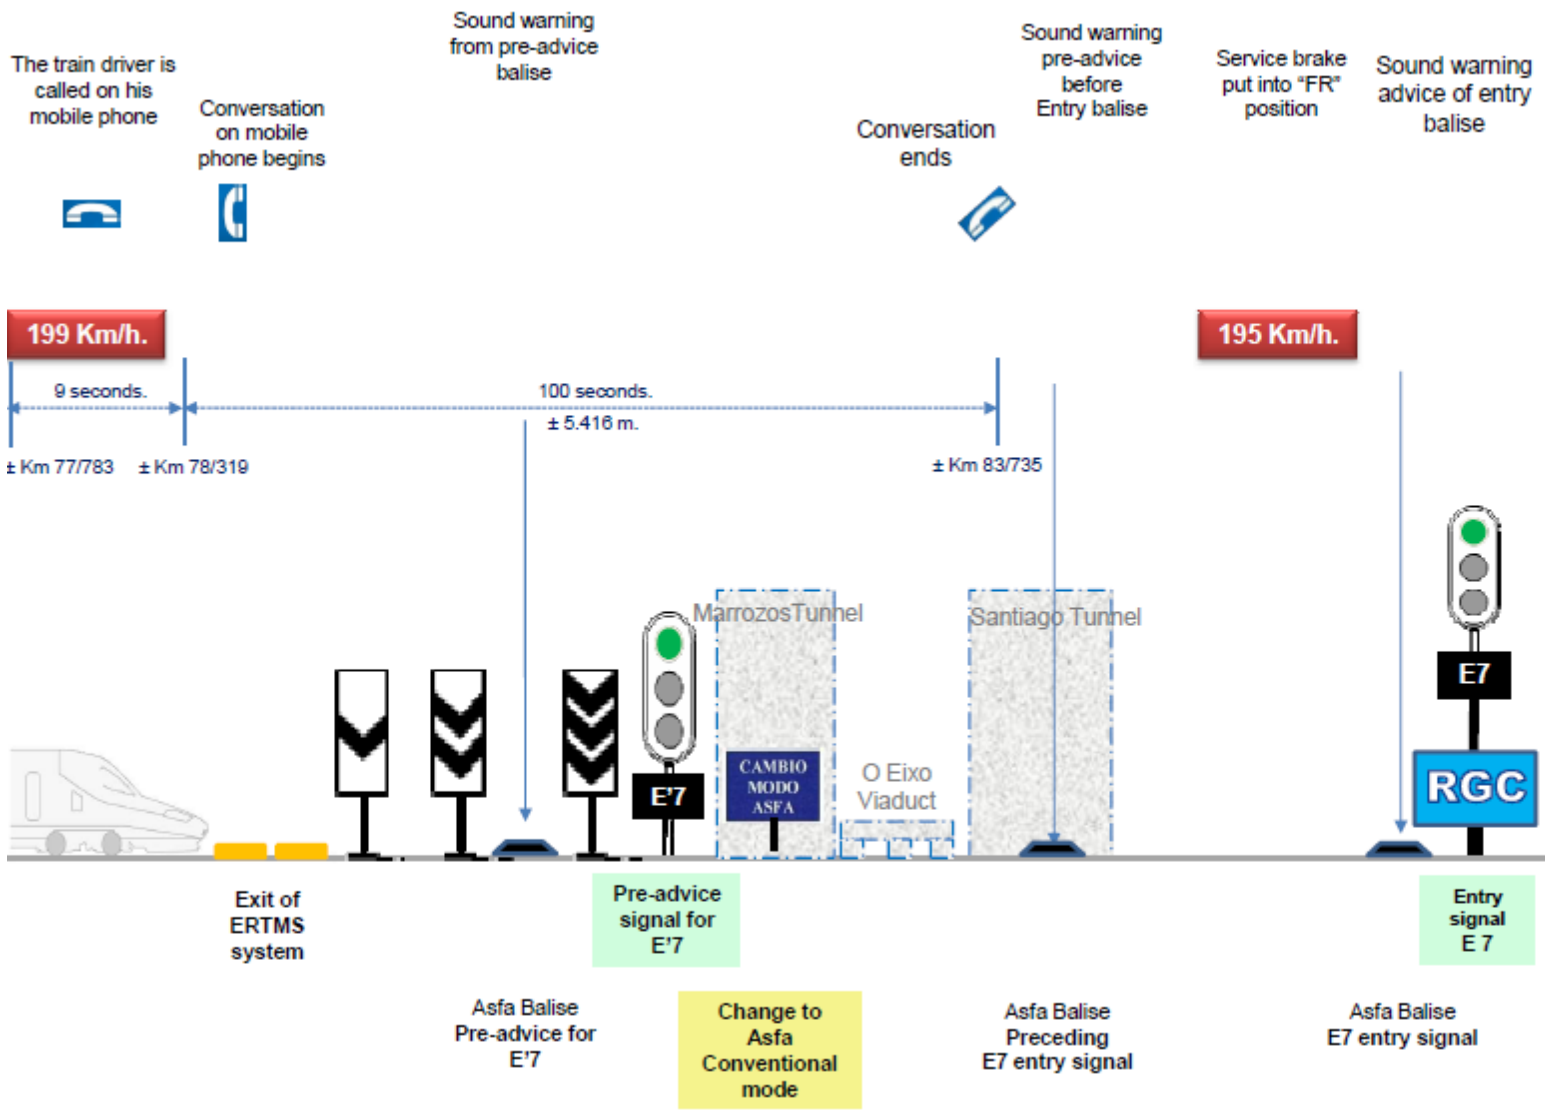 The train driver is
called on his
mobile phone
Conversation
on mobile
phone begins
Sound warning
from pre-advice
balise
Conversation
ends
Sound warning
pre-advice
before
Entry balise
Service brake
put into “FR”
position
Sound warning
advice of entry
balise
199 Km/h.
195 Km/h.
9 seconds.
100 seconds.
± 5.416 m.
± Km 77/783
± Km 78/319
± Km 83/735
MarrozosTunnel
Santiago Tunnel
E7
E'7
CAMBIO
MODO
ASFA
O Eixo
Viaduct
RGC
Exit of
ERTMS
system
Pre-advice
signal for
E'7
Entry
signal
E 7
Asfa Balise
Pre-advice for
E'7
Change to
Asfa
Conventional
mode
Asfa Balise
Preceding
E7 entry signal
Asfa Balise
E7 entry signal